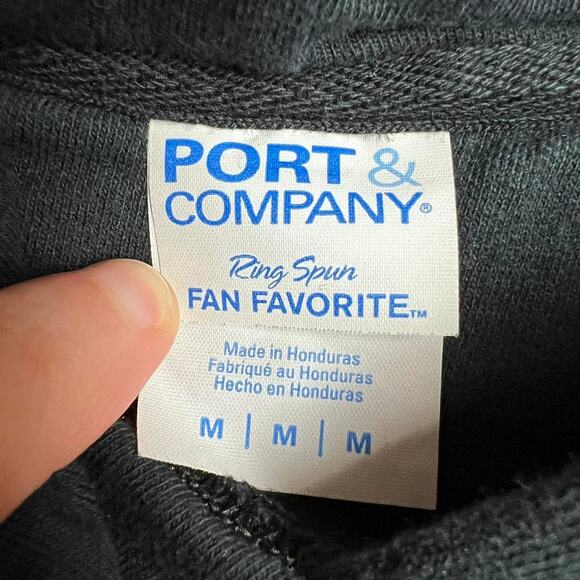 PORT &
COMPANY®
Ring Spun
FAN FAVORITE™
Made in Honduras
Fabriqué au Honduras
Hecho en Honduras
M | M | M